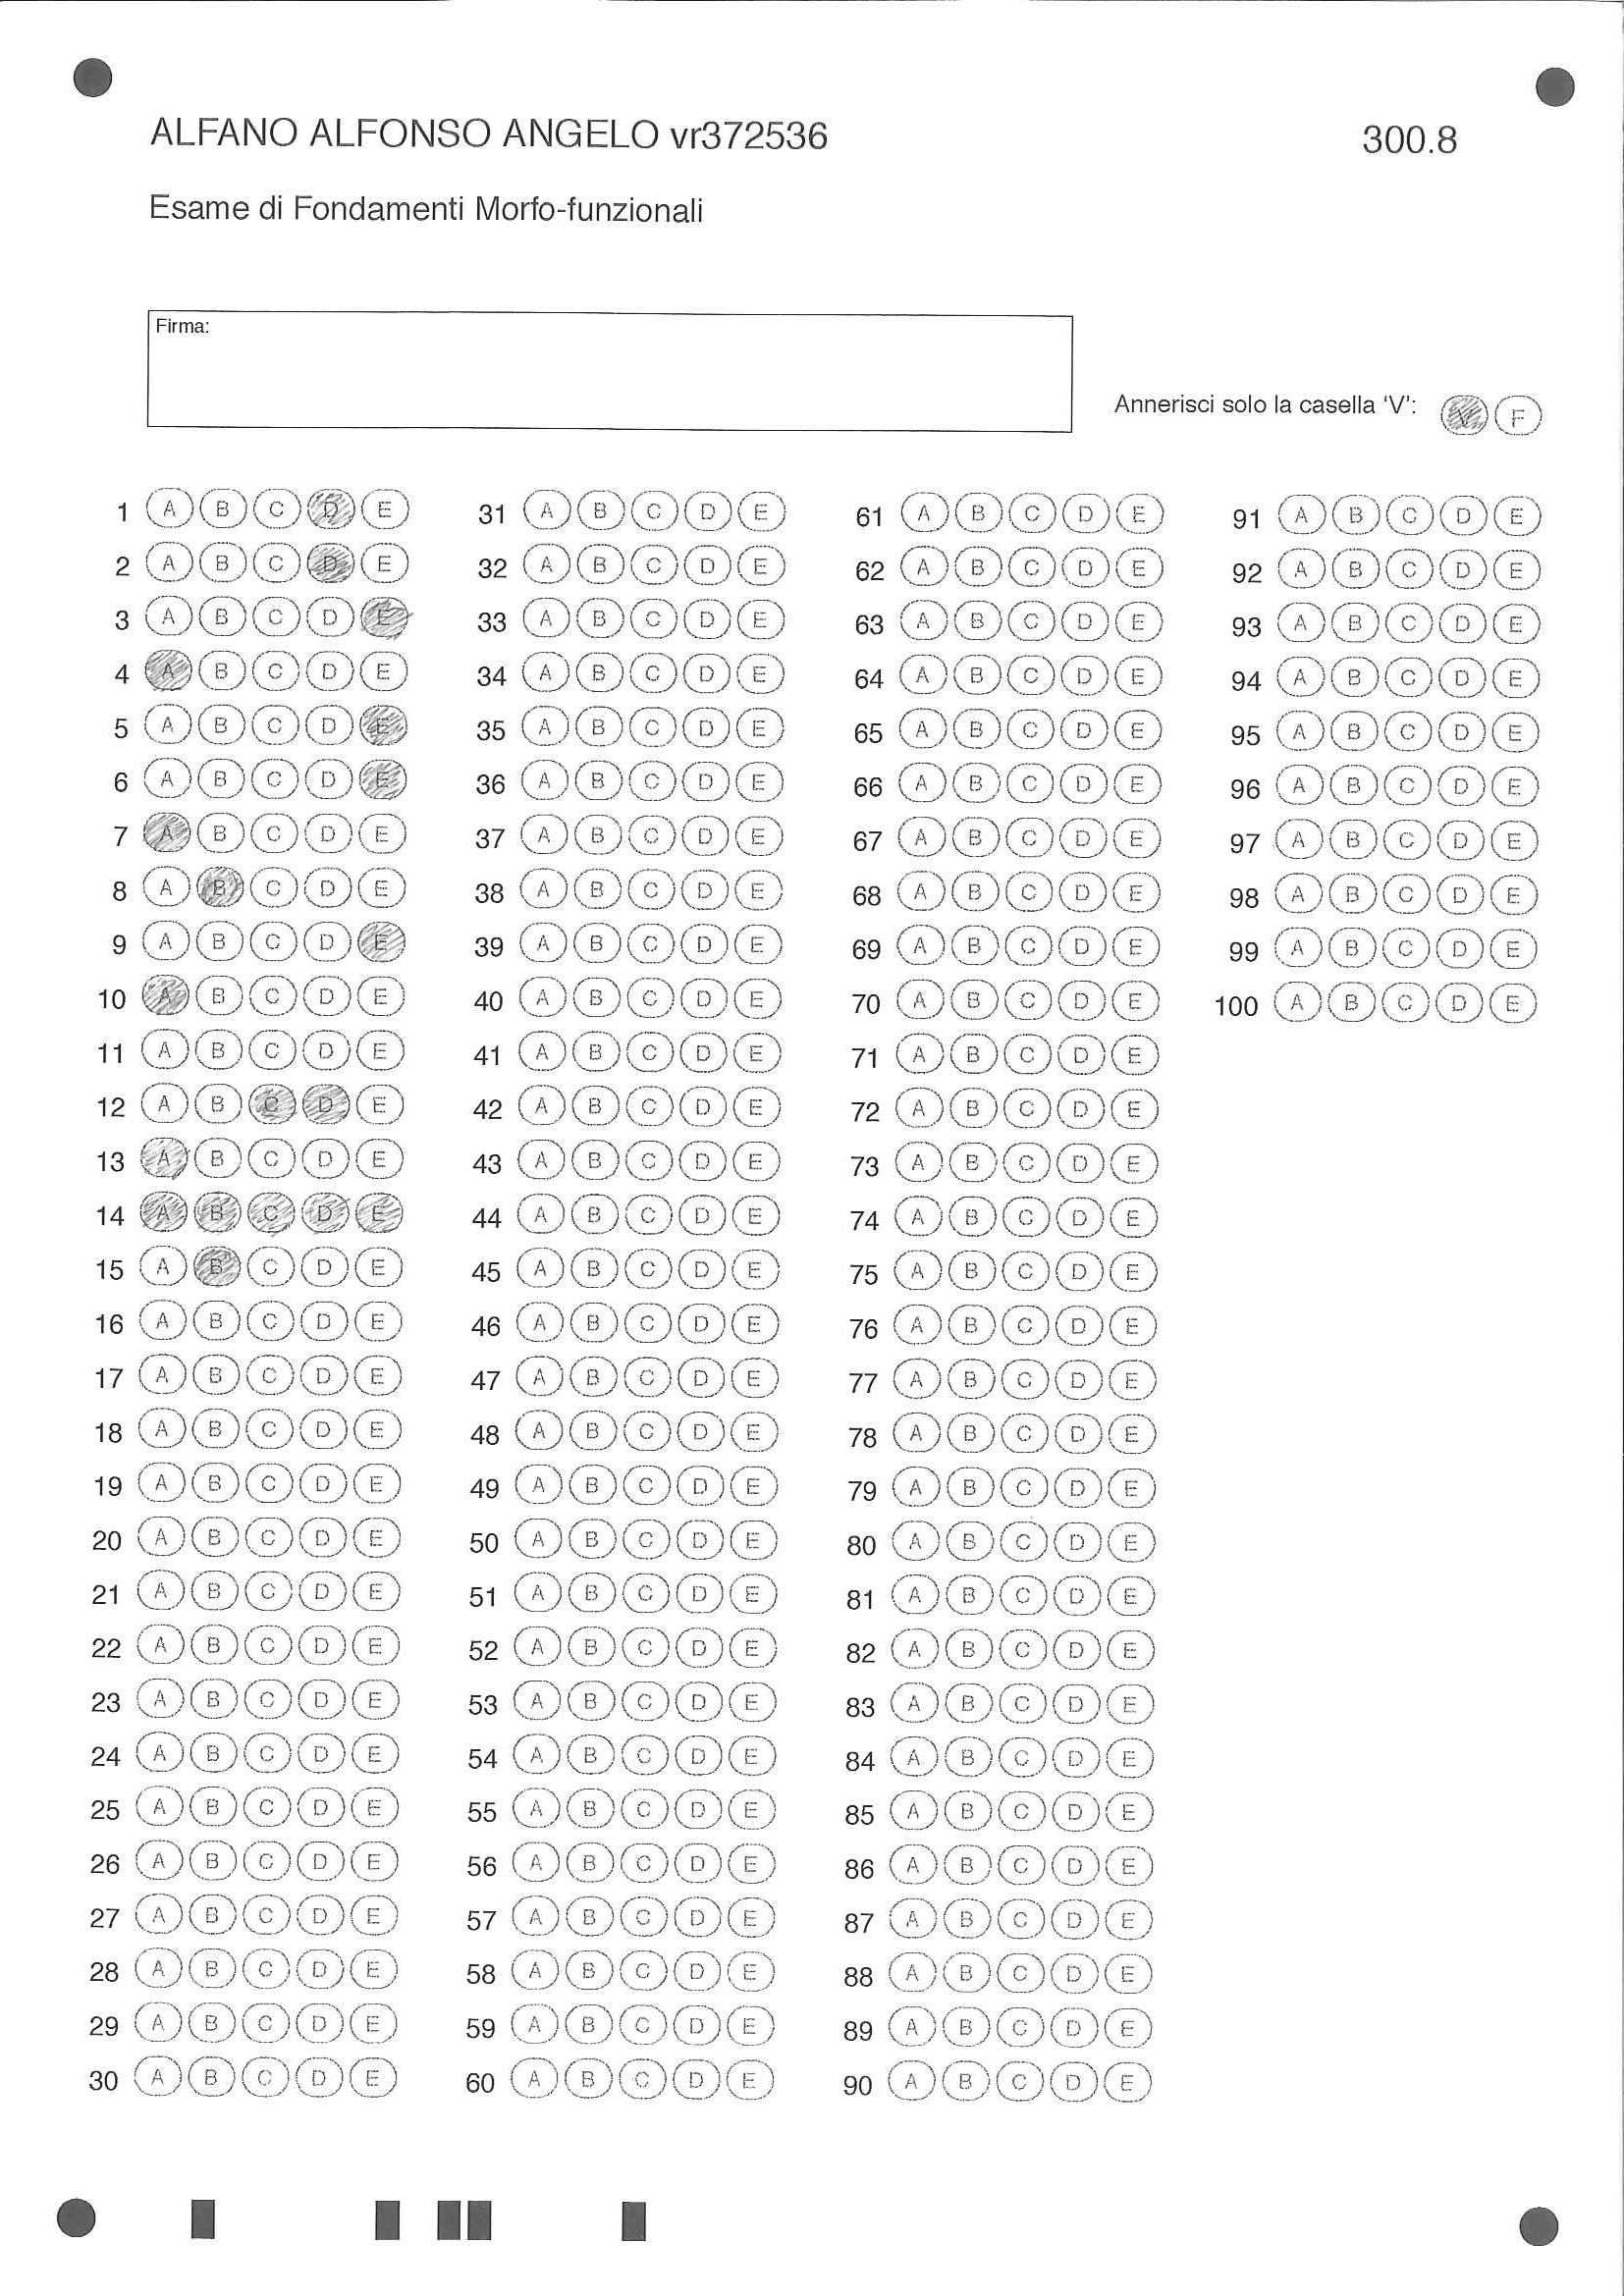 ALFANO ALFONSO ANGELO vr372536 300.8
Esame di Fondamenti Morfo-funzionali
Firma:
Annerisci solo la casella ‘V’: V F
1 A B C D E 31 A B C D E 61 A B C D E 91 A B C D E
2 A B C D E 32 A B C D E 62 A B C D E 92 A B C D E
3 A B C D E 33 A B C D E 63 A B C D E 93 A B C D E
4 A B C D E 34 A B C D E 64 A B C D E 94 A B C D E
5 A B C D E 35 A B C D E 65 A B C D E 95 A B C D E
6 A B C D E 36 A B C D E 66 A B C D E 96 A B C D E
7 A B C D E 37 A B C D E 67 A B C D E 97 A B C D E
8 A B C D E 38 A B C D E 68 A B C D E 98 A B C D E
9 A B C D E 39 A B C D E 69 A B C D E 99 A B C D E
10 A B C D E 40 A B C D E 70 A B C D E 100 A B C D E
11 A B C D E 41 A B C D E 71 A B C D E
12 A B C D E 42 A B C D E 72 A B C D E
13 A B C D E 43 A B C D E 73 A B C D E
14 A B C D E 44 A B C D E 74 A B C D E
15 A B C D E 45 A B C D E 75 A B C D E
16 A B C D E 46 A B C D E 76 A B C D E
17 A B C D E 47 A B C D E 77 A B C D E
18 A B C D E 48 A B C D E 78 A B C D E
19 A B C D E 49 A B C D E 79 A B C D E
20 A B C D E 50 A B C D E 80 A B C D E
21 A B C D E 51 A B C D E 81 A B C D E
22 A B C D E 52 A B C D E 82 A B C D E
23 A B C D E 53 A B C D E 83 A B C D E
24 A B C D E 54 A B C D E 84 A B C D E
25 A B C D E 55 A B C D E 85 A B C D E
26 A B C D E 56 A B C D E 86 A B C D E
27 A B C D E 57 A B C D E 87 A B C D E
28 A B C D E 58 A B C D E 88 A B C D E
29 A B C D E 59 A B C D E 89 A B C D E
30 A B C D E 60 A B C D E 90 A B C D E